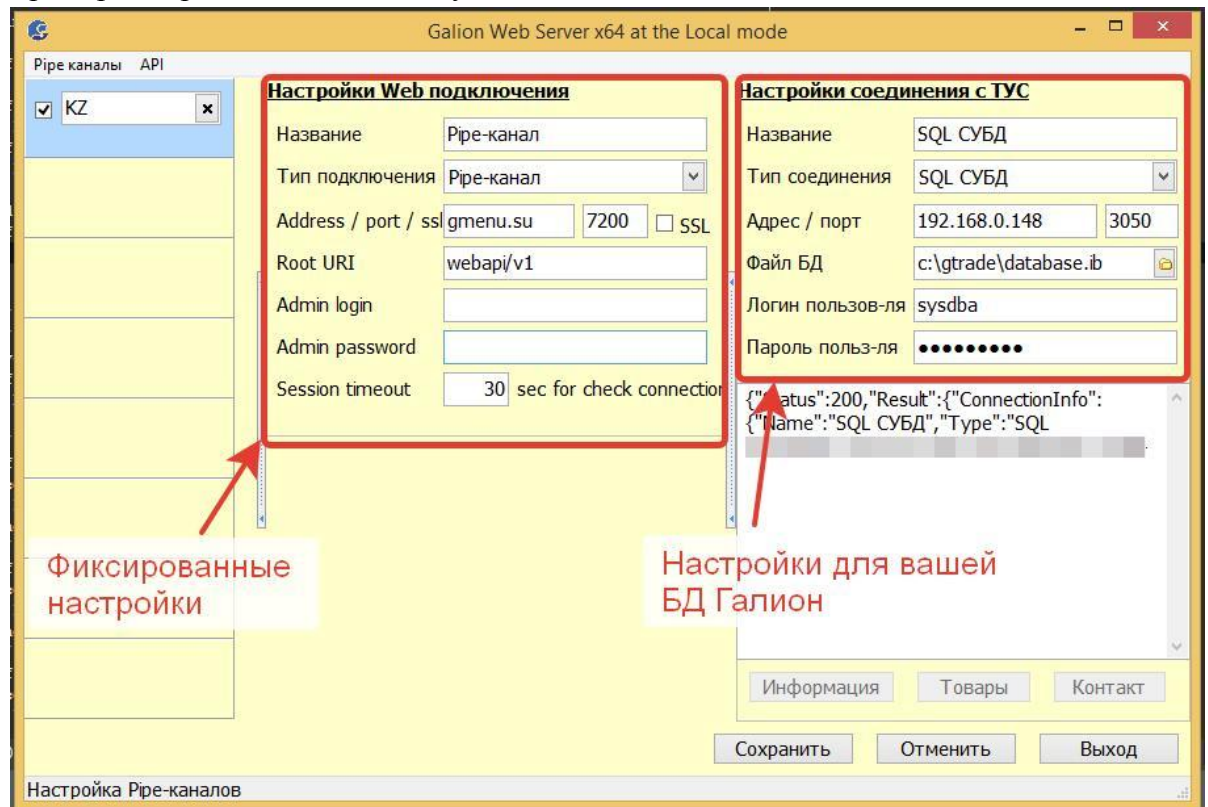 Galion Web Server x64 at the Local mode
Pipe каналы API
KZ
Настройки Web подключения
Название Pipe-канал
Тип подключения Pipe-канал
Address / port / ssl gmenu.su 7200 SSL
Root URI webapi/v1
Admin login
Admin password
Session timeout 30 sec for check connection
Настройки соединения с ТУС
Название SQL СУБД
Тип соединения SQL СУБД
Адрес / порт 192.168.0.148 3050
Файл БД c:\gtrade\database.ib
Логин пользов-ля sysdba
Пароль польз-ля •••••••••
{"Status":200,"Result":{"ConnectionInfo":
{"Name":"SQL СУБД","Type":"SQL
Фиксированные
настройки
Настройки для вашей
БД Галион
Информация Товары Контакт
Сохранить Отменить Выход
Настройка Pipe-каналов